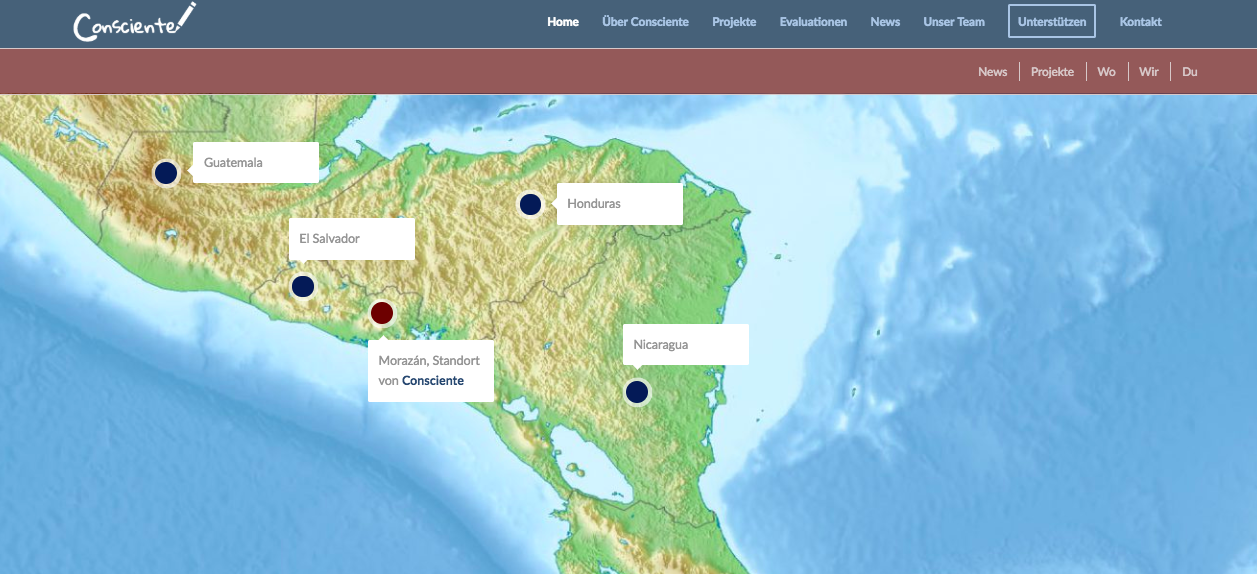 Consciente
Home Über Consciente Projekte Evaluationen News Unser Team Unterstützen Kontakt
News Projekte Wo Wir Du
Guatemala
Honduras
El Salvador
Morazán, Standort
von Consciente
Nicaragua